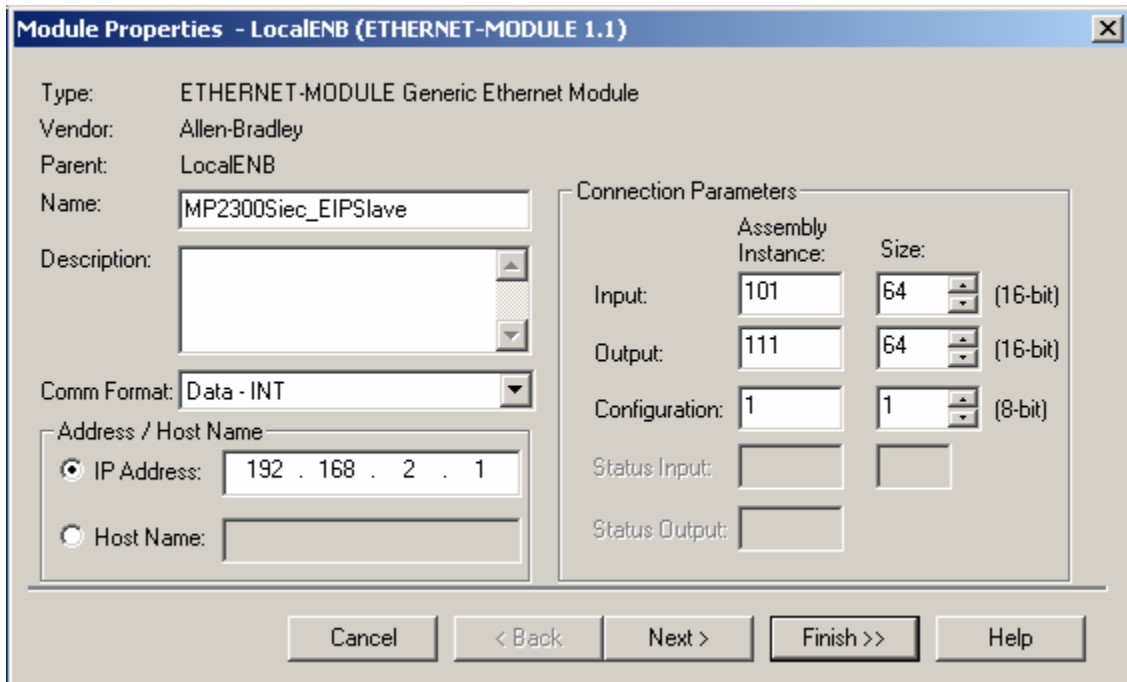 Module Properties - LocalENB (ETHERNET-MODULE 1.1)
Type: ETHERNET-MODULE Generic Ethernet Module
Vendor: Allen-Bradley
Parent: LocalENB
Name: MP2300Siec_EIPSlave
Description:
Comm Format: Data - INT
Address / Host Name
IP Address: 192 . 168 . 2 . 1
Host Name:
Connection Parameters
Assembly
Instance: Size:
Input: 101 64 (16-bit)
Output: 111 64 (16-bit)
Configuration: 1 1 (8-bit)
Status Input:
Status Output:
Cancel < Back Next > Finish >> Help